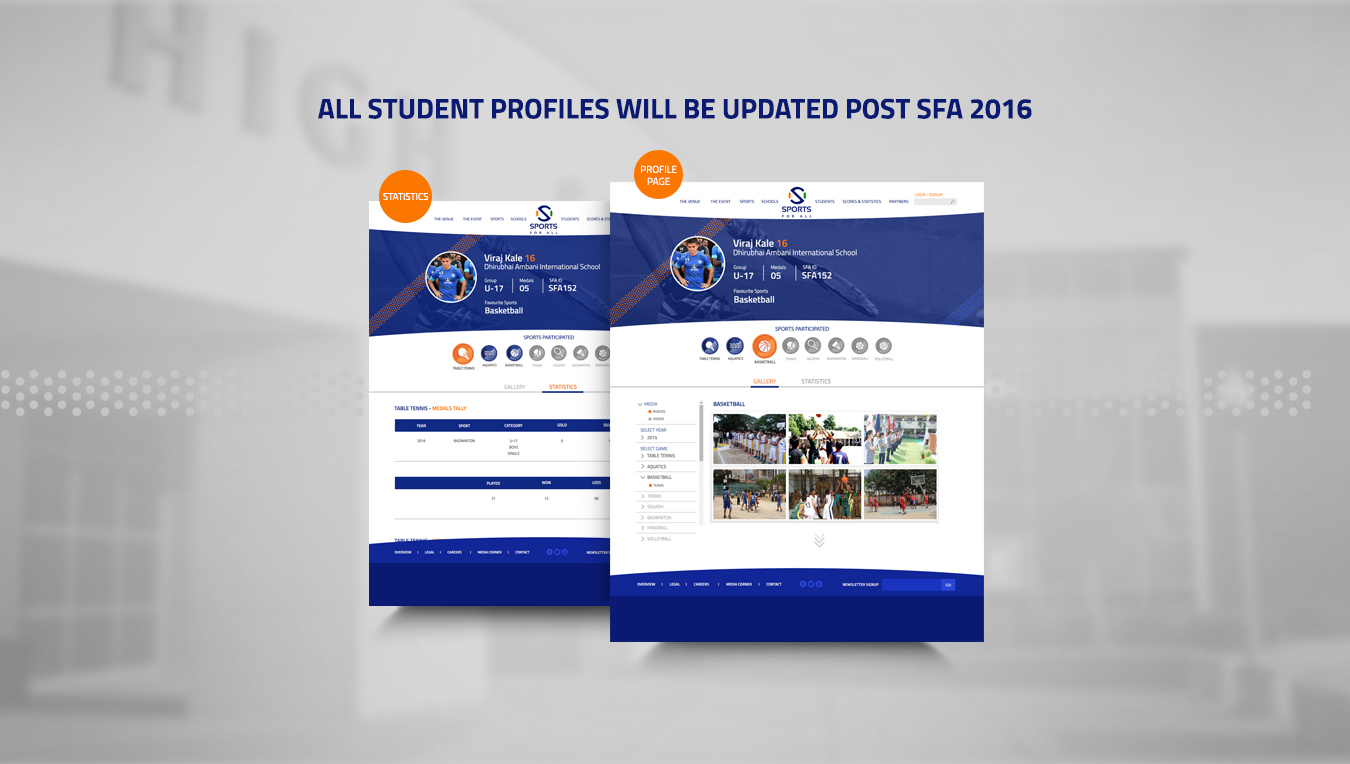 HIGH
ALL STUDENT PROFILES WILL BE UPDATED POST SFA 2016
STATISTICS
THE VENUE THE EVENT SPORTS SCHOOLS
SPORTS
FOR ALL
STUDENTS SCORES & STA
Viraj Kale 16
Dhirubhai Ambani International School
Group Medals SFA ID
U-17 05 SFA152
Favourite Sports
Basketball
SPORTS PARTICIPATED
TABLE TENNIS AQUATICS BASKETBALL TENNIS SQUASH BADMINTON HANDBALL
GALLERY STATISTICS
TABLE TENNIS - MEDALS TALLY
YEAR SPORT CATEGORY GOLD
2016 BADMINTON U-17 0
BOYS
SINGLE
PLAYED WON LOSS
21 15 06
OVERVIEW | LEGAL | CAREERS | MEDIA CORNER | CONTACT
NEWSLETTER S
PROFILE
PAGE
LOGIN / SIGNUP
THE VENUE THE EVENT SPORTS SCHOOLS
SPORTS
FOR ALL
STUDENTS SCORES & STATISTICS PARTNERS
Viraj Kale 16
Dhirubhai Ambani International School
Group Medals SFA ID
U-17 05 SFA152
Favourite Sports
Basketball
SPORTS PARTICIPATED
TABLE TENNIS AQUATICS BASKETBALL TENNIS SQUASH BADMINTON HANDBALL VOLLEYBALL
GALLERY STATISTICS
MEDIA
PHOTOS
VIDEOS
SELECT YEAR
2015
SELECT GAME
TABLE TENNIS
AQUATICS
BASKETBALL
TENNIS
TENNIS
SQUASH
BADMINTON
HANDBALL
VOLLEYBALL
BASKETBALL
OVERVIEW | LEGAL | CAREERS | MEDIA CORNER | CONTACT
NEWSLETTER SIGNUP GO!